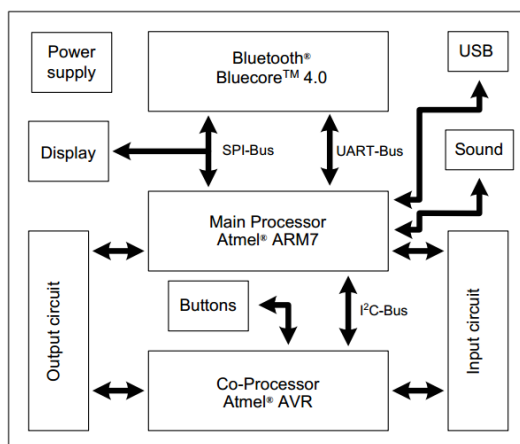 Power
supply
Bluetooth®
Bluecore™ 4.0
USB
Display
SPI-Bus
UART-Bus
Sound
Main Processor
Atmel® ARM7
Output circuit
Buttons
I²C-Bus
Input circuit
Co-Processor
Atmel® AVR